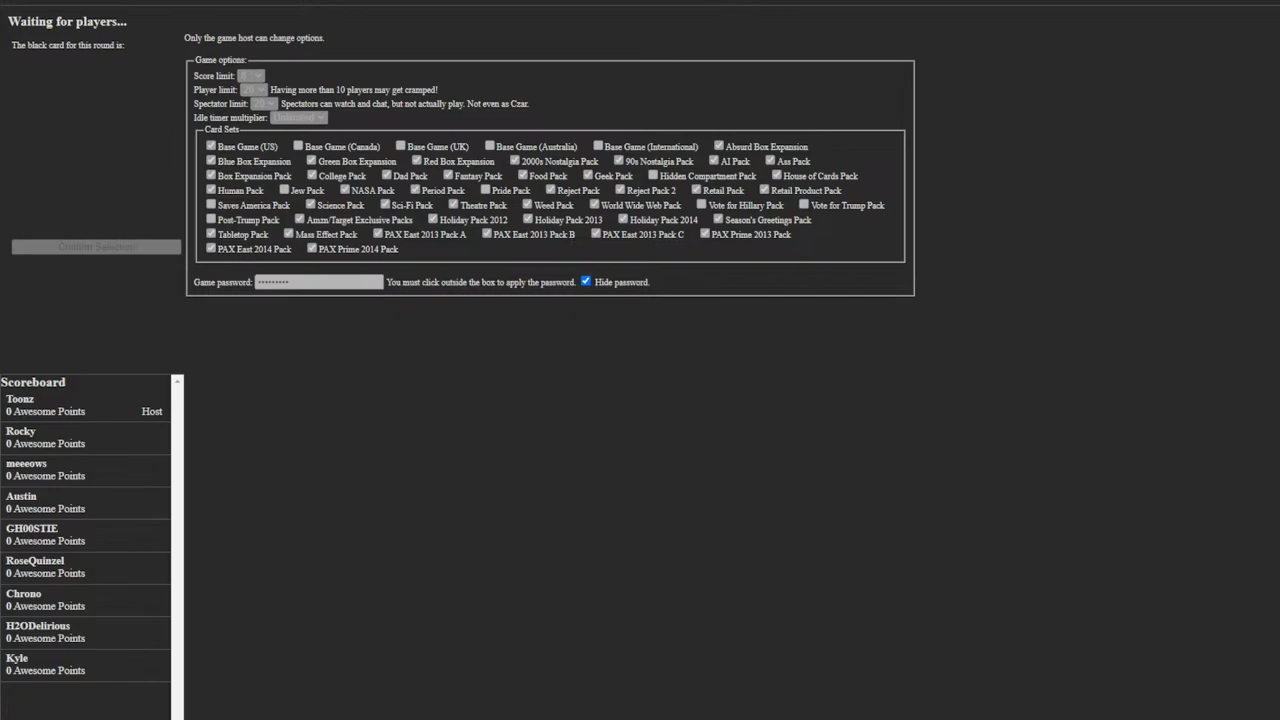 Waiting for players...
The black card for this round is:
Only the game host can change options.
Game options:
Score limit: 8
Player limit: 20 Having more than 10 players may get cramped!
Spectator limit: 20 Spectators can watch and chat, but not actually play. Not even as Czar.
Idle timer multiplier: Unlimited
Card Sets
Base Game (US) Base Game (Canada) Base Game (UK) Base Game (Australia) Base Game (International) Absurd Box Expansion
Blue Box Expansion Green Box Expansion Red Box Expansion 2000s Nostalgia Pack 90s Nostalgia Pack AI Pack Ass Pack
Box Expansion Pack College Pack Dad Pack Fantasy Pack Food Pack Geek Pack Hidden Compartment Pack House of Cards Pack
Human Pack Jew Pack NASA Pack Period Pack Pride Pack Reject Pack Reject Pack 2 Retail Pack Retail Product Pack
Saves America Pack Science Pack Sci-Fi Pack Theatre Pack Weed Pack World Wide Web Pack Vote for Hillary Pack Vote for Trump Pack
Post-Trump Pack Amzn/Target Exclusive Packs Holiday Pack 2012 Holiday Pack 2013 Holiday Pack 2014 Season's Greetings Pack
Tabletop Pack Mass Effect Pack PAX East 2013 Pack A PAX East 2013 Pack B PAX East 2013 Pack C PAX Prime 2013 Pack
PAX East 2014 Pack PAX Prime 2014 Pack
Confirm Selection
Game password: ••••••••• You must click outside the box to apply the password. Hide password.
Scoreboard
Toonz
0 Awesome Points Host
Rocky
0 Awesome Points
meeeows
0 Awesome Points
Austin
0 Awesome Points
GH00STIE
0 Awesome Points
RoseQuinzel
0 Awesome Points
Chrono
0 Awesome Points
H2ODelirious
0 Awesome Points
Kyle
0 Awesome Points